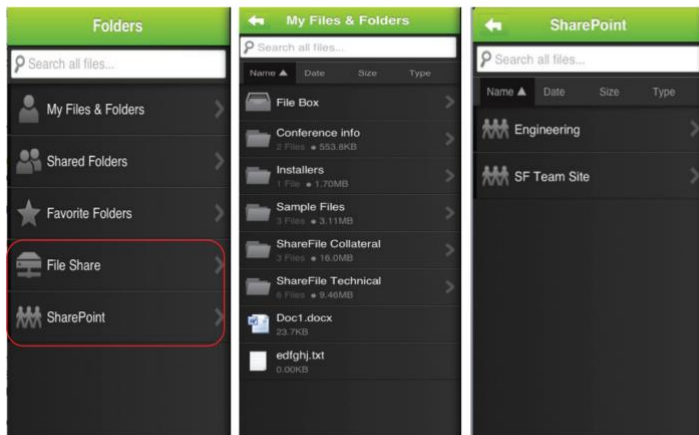 Folders
Search all files...
My Files & Folders
Shared Folders
Favorite Folders
File Share
SharePoint
My Files & Folders
Search all files...
Name ▲ Date Size Type
File Box
Conference info
2 Files ● 553.8KB
Installers
1 File ● 1.70MB
Sample Files
3 Files ● 3.11MB
ShareFile Collateral
3 Files ● 16.0MB
ShareFile Technical
6 Files ● 9.46MB
Doc1.docx
23.7KB
edfghj.txt
0.00KB
SharePoint
Search all files...
Name ▲ Date Size Type
Engineering
SF Team Site